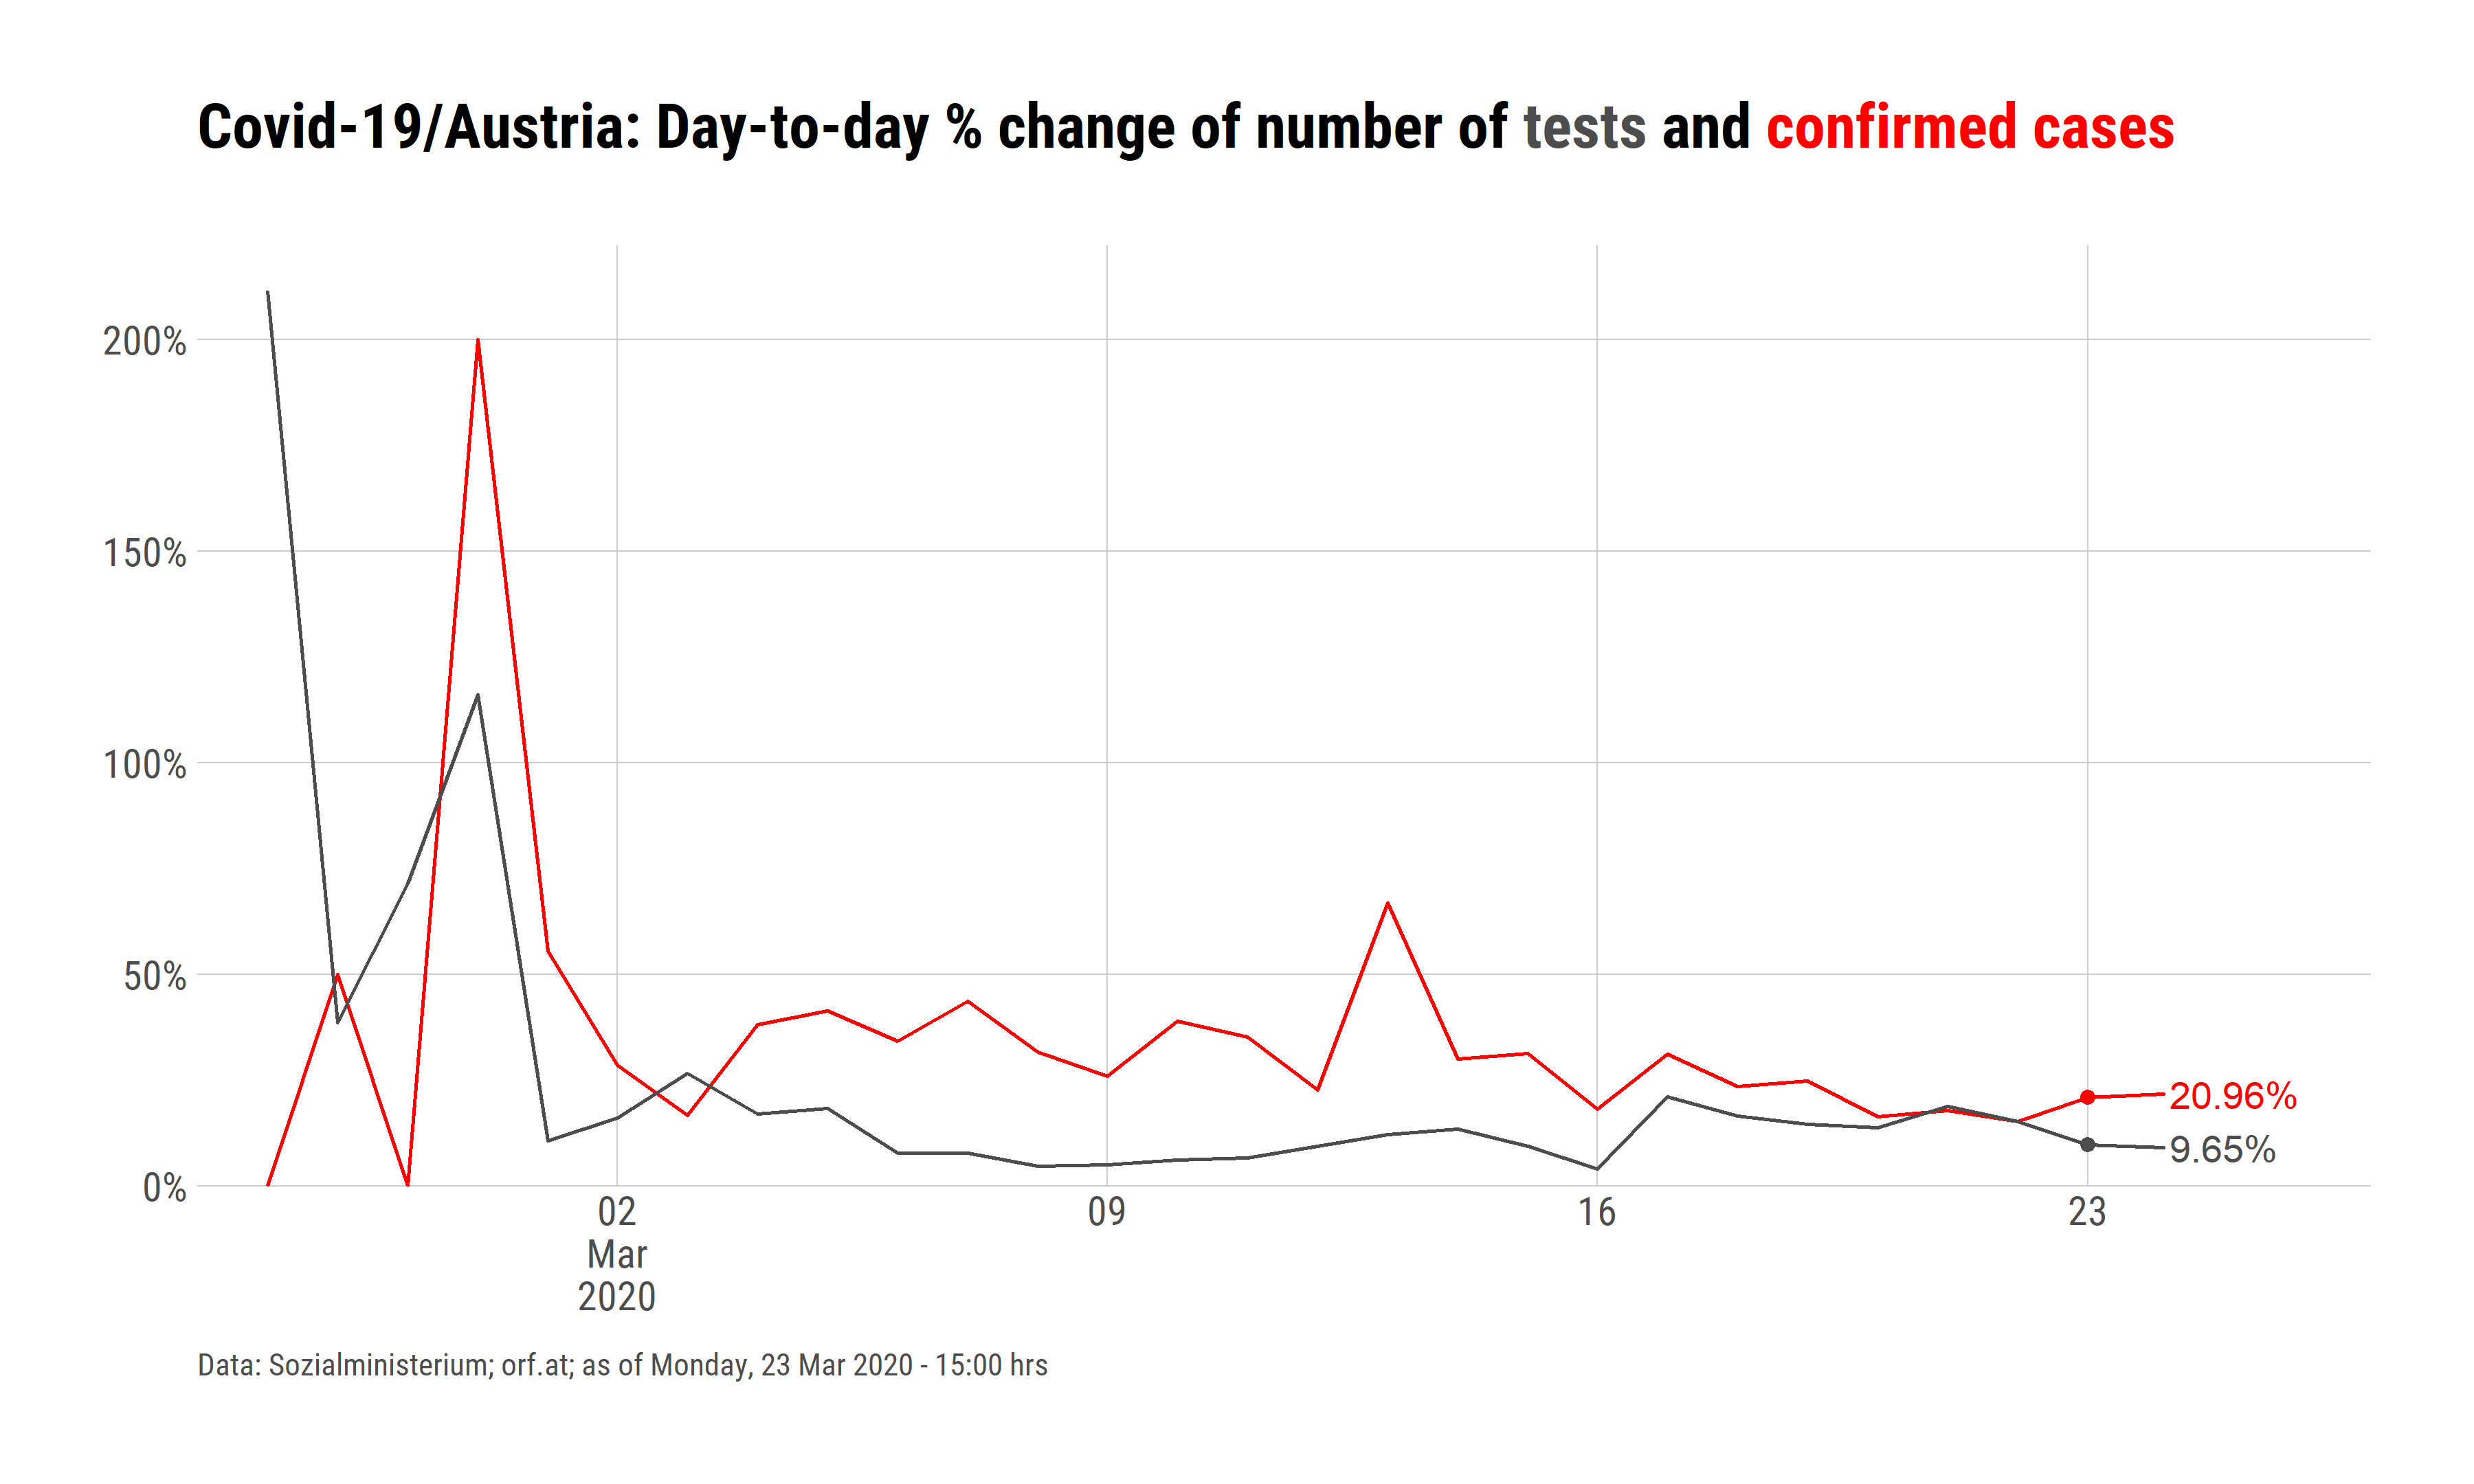 Covid-19/Austria: Day-to-day % change of number of tests and confirmed cases
200%
150%
100%
50%
0%
20.96%
9.65%
02 09 16 23
Mar
2020
Data: Sozialministerium; orf.at; as of Monday, 23 Mar 2020 - 15:00 hrs